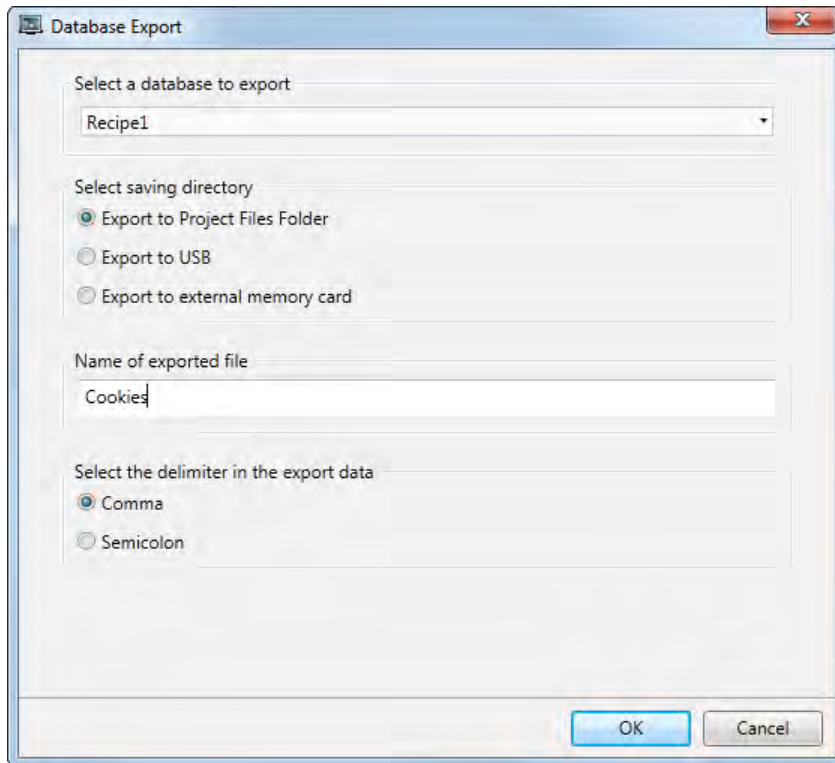 Database Export
Select a database to export
Recipe1
Select saving directory
Export to Project Files Folder
Export to USB
Export to external memory card
Name of exported file
Cookies
Select the delimiter in the export data
Comma
Semicolon
OK Cancel